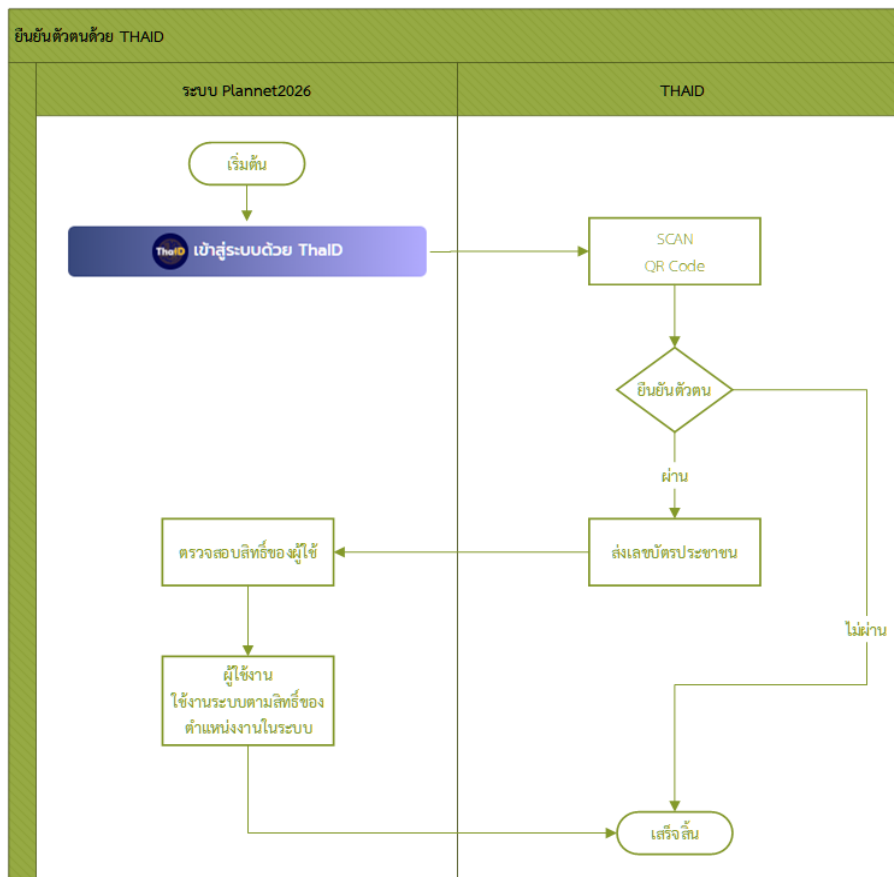 ยืนยันตัวตนด้วย THAID
ระบบ Plannet2026
THAID
เริ่มต้น
ThaID เข้าสู่ระบบด้วย ThaID
SCAN
QR Code
ยืนยันตัวตน
ผ่าน
ตรวจสอบสิทธิ์ของผู้ใช้
ส่งเลขบัตรประชาชน
ไม่ผ่าน
ผู้ใช้งาน
ใช้งานระบบตามสิทธิ์ของ
ตำแหน่งงานในระบบ
เสร็จสิ้น